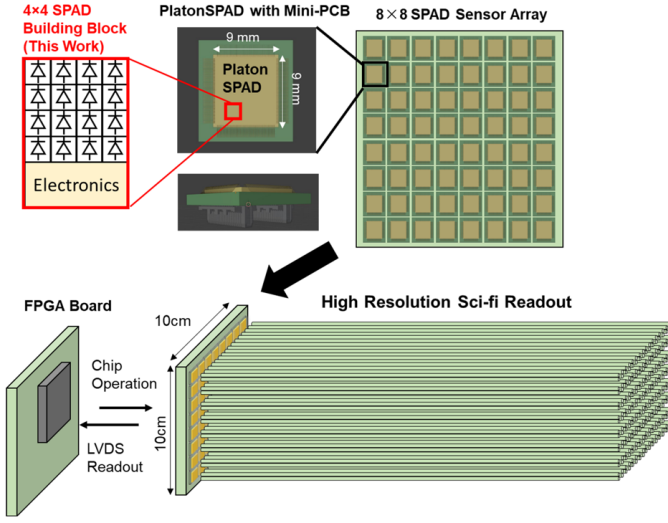 4×4 SPAD
Building Block
(This Work)
Electronics
PlatonSPAD with Mini-PCB
9 mm
Platon
SPAD
9 mm
8×8 SPAD Sensor Array
FPGA Board
Chip
Operation
LVDS
Readout
10cm
10cm
High Resolution Sci-fi Readout